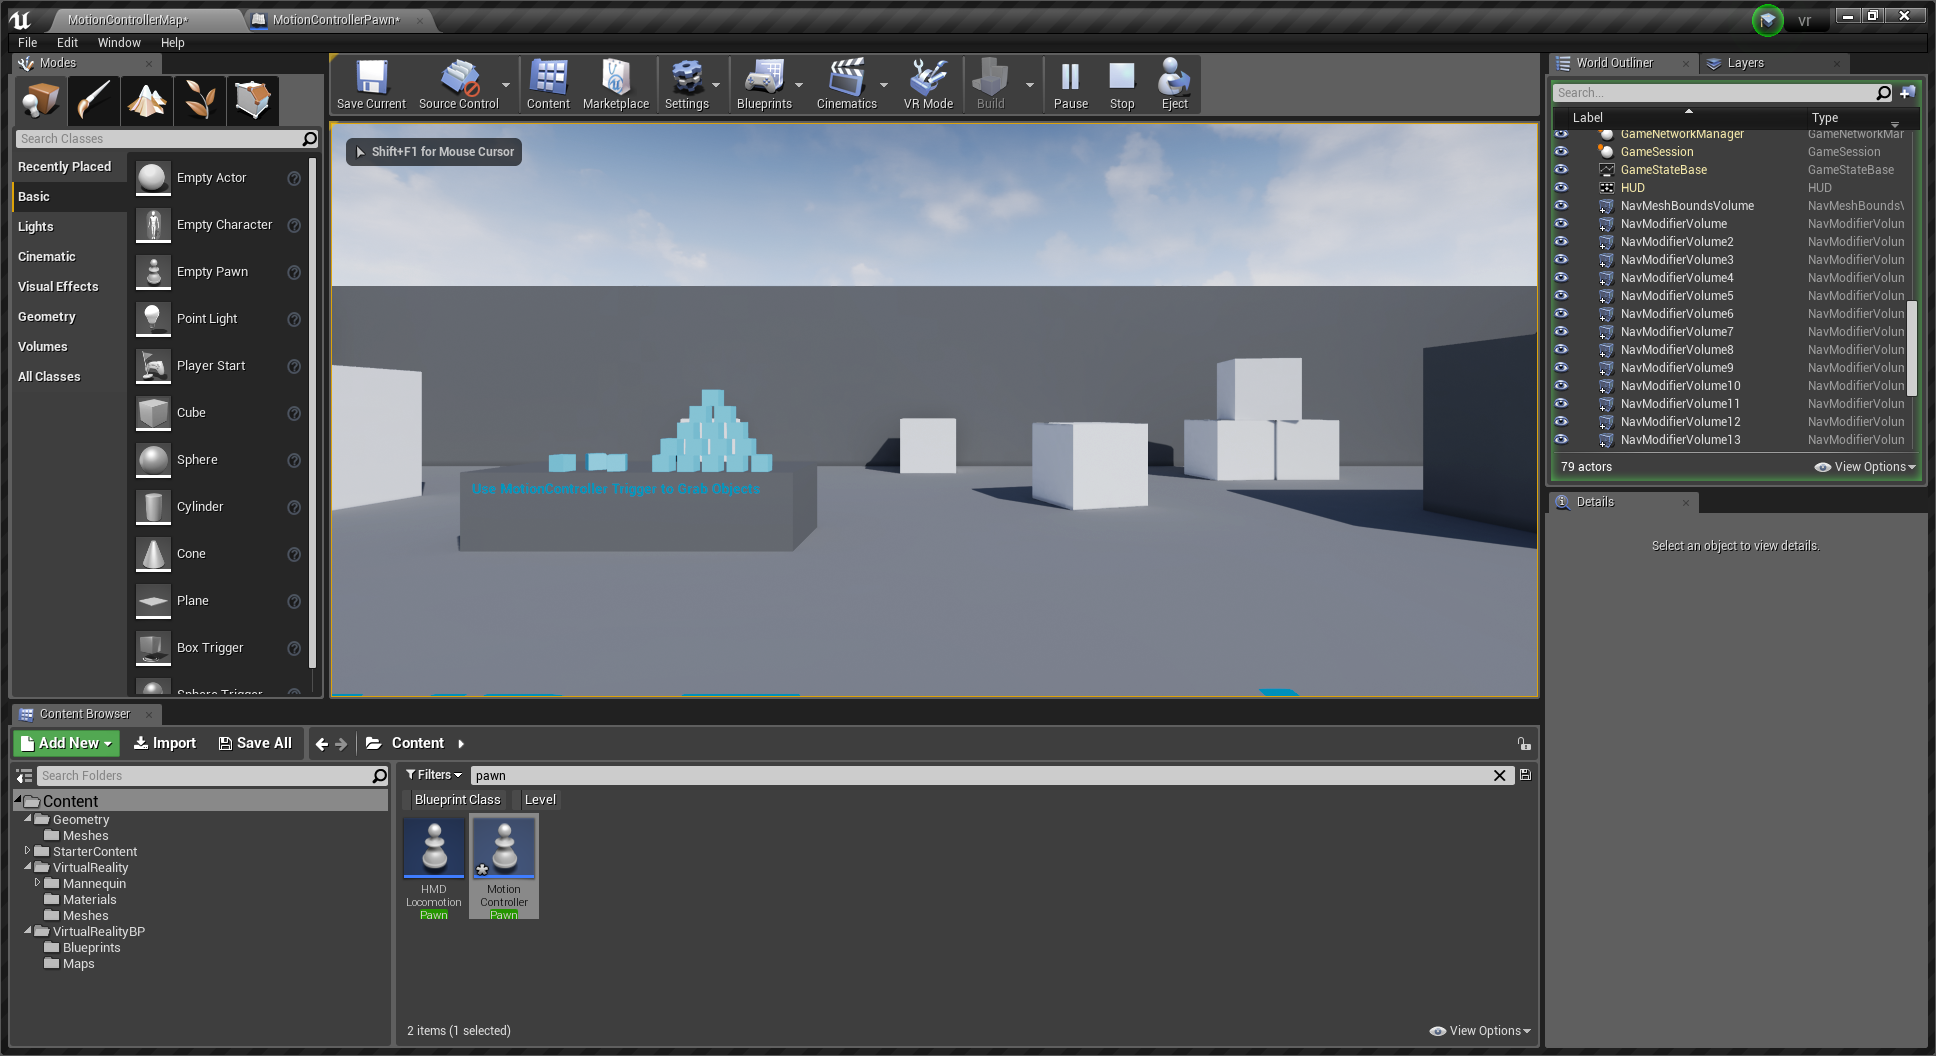 MotionControllerMap*
MotionControllerPawn*
vr
File Edit Window Help
Modes
Search Classes
Recently Placed
Basic
Lights
Cinematic
Visual Effects
Geometry
Volumes
All Classes
Empty Actor
Empty Character
Empty Pawn
Point Light
Player Start
Cube
Sphere
Cylinder
Cone
Plane
Box Trigger
Sphere Trigger
Save Current
Source Control
Content
Marketplace
Settings
Blueprints
Cinematics
VR Mode
Build
Pause
Stop
Eject
Shift+F1 for Mouse Cursor
Use MotionController Trigger to Grab Objects
World Outliner
Layers
Search...
Label Type
GameNetworkManager GameNetworkMar
GameSession GameSession
GameStateBase GameStateBase
HUD HUD
NavMeshBoundsVolume NavMeshBoundsV
NavModifierVolume NavModifierVolun
NavModifierVolume2 NavModifierVolun
NavModifierVolume3 NavModifierVolun
NavModifierVolume4 NavModifierVolun
NavModifierVolume5 NavModifierVolun
NavModifierVolume6 NavModifierVolun
NavModifierVolume7 NavModifierVolun
NavModifierVolume8 NavModifierVolun
NavModifierVolume9 NavModifierVolun
NavModifierVolume10 NavModifierVolun
NavModifierVolume11 NavModifierVolun
NavModifierVolume12 NavModifierVolun
NavModifierVolume13 NavModifierVolun
79 actors
View Options
Details
Select an object to view details.
Content Browser
Add New
Import
Save All
Content
Search Folders
Content
Geometry
Meshes
StarterContent
VirtualReality
Mannequin
Materials
Meshes
VirtualRealityBP
Blueprints
Maps
Filters
pawn
Blueprint Class
Level
HMD
Locomotion
Pawn
Motion
Controller
Pawn
2 items (1 selected)
View Options